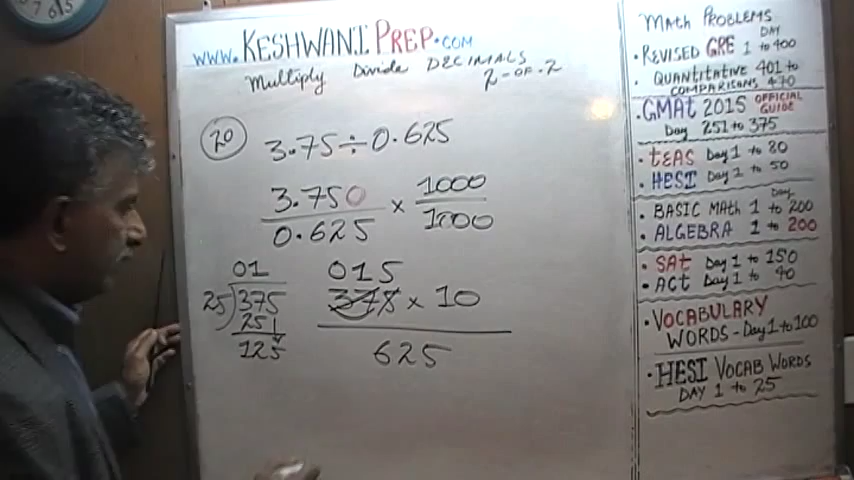 www.KESHWANIPREP.COM
Multiply Divide DECIMALS
2-OF-2
20
3.75÷0.625
3.750 1000
×
0.625 1000
01 015
25 375 375 × 10
25
125 625
MATH PROBLEMS
DAY
• REVISED GRE 1 to 400
• QUANTITATIVE 401 to
COMPARISONS 470
• GMAT 2015 OFFICIAL GUIDE
Day 251 to 375
• TEAS Day 1 to 80
• HESI Day 1 to 50
Day
• BASIC MATH 1 to 200
• ALGEBRA 1 to 200
• SAT Day 1 to 150
• ACT Day 1 to 40
• VOCABULARY
WORDS - Day 1 to 100
• HESI VOCAB WORDS
DAY 1 to 25